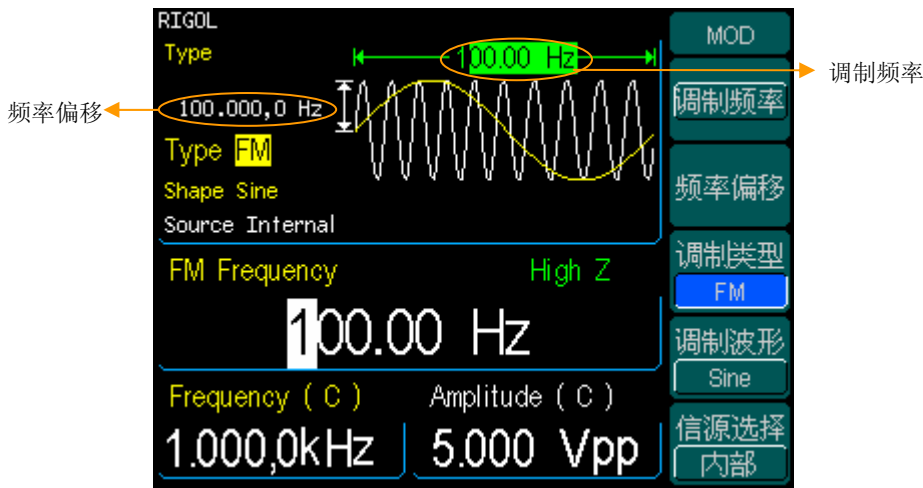 RIGOL
Type
100.00 Hz
调制频率
频率偏移
100.000,0 Hz
Type FM
Shape Sine
Source Internal
FM Frequency
High Z
100.00 Hz
Frequency ( C )
Amplitude ( C )
1.000,0kHz
5.000 Vpp
MOD
调制频率
频率偏移
调制类型
FM
调制波形
Sine
信源选择
内部